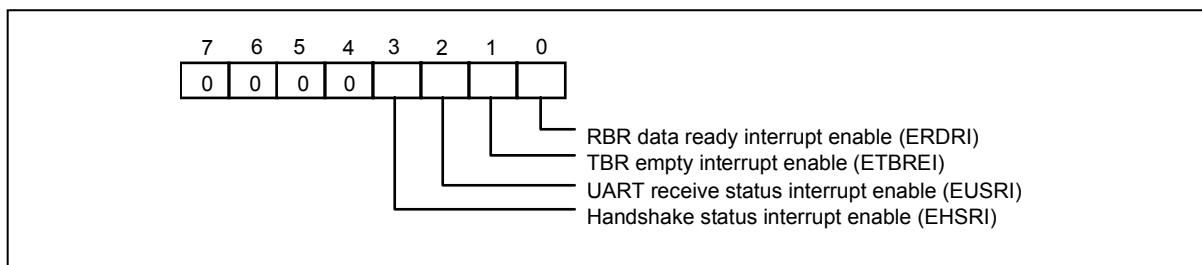 7 6 5 4 3 2 1 0
0 0 0 0
RBR data ready interrupt enable (ERDRI)
TBR empty interrupt enable (ETBREI)
UART receive status interrupt enable (EUSRI)
Handshake status interrupt enable (EHSRI)